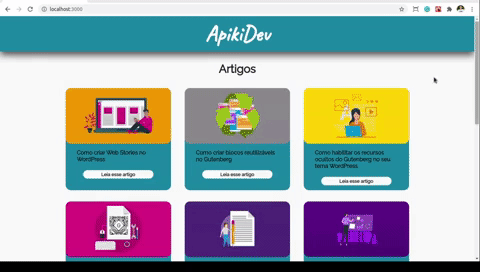 localhost:3000
ApikiDev
Artigos
Como criar Web Stories no
WordPress
Leia esse artigo
Como criar blocos reutilizáveis
no Gutenberg
Leia esse artigo
Como habilitar os recursos
ocultos do Gutenberg no seu
tema WordPress
Leia esse artigo